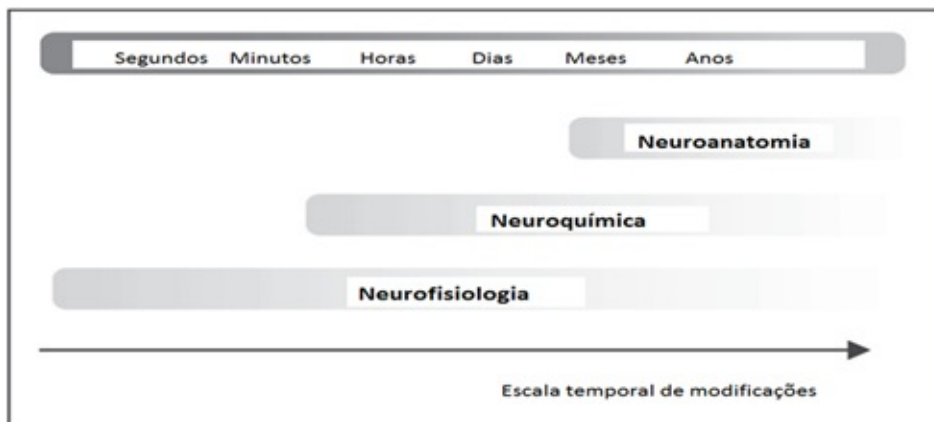 Segundos Minutos Horas Dias Meses Anos
Neuroanatomia
Neuroquímica
Neurofisiologia
Escala temporal de modificações